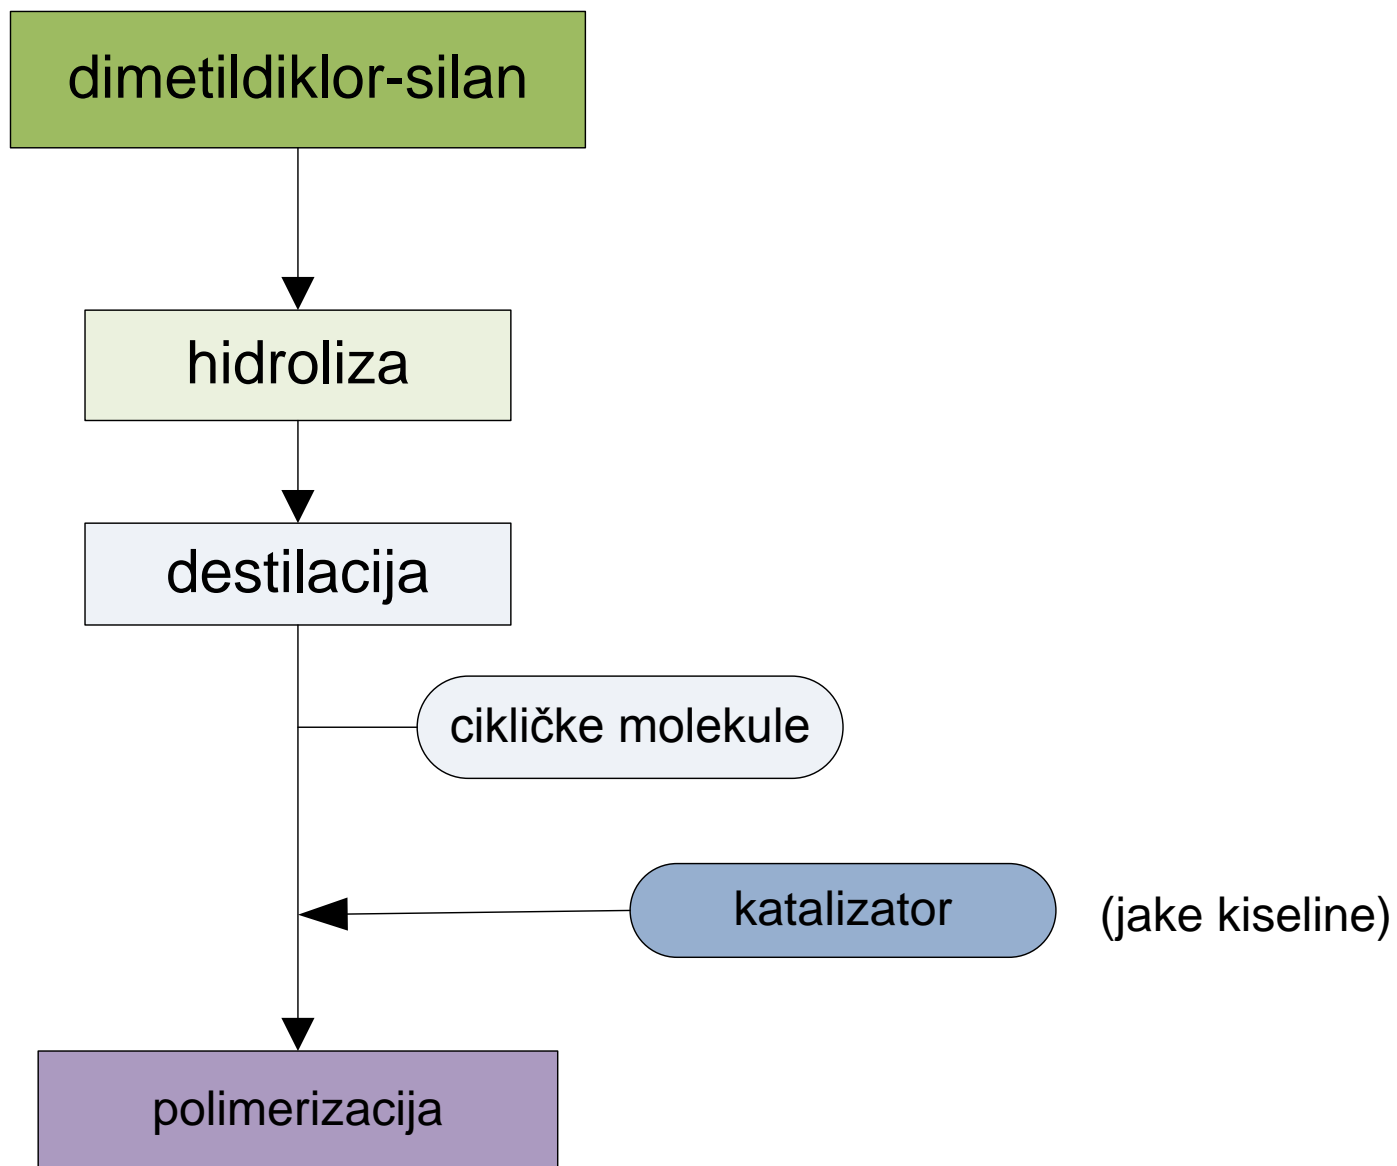 dimetildiklor-silan
hidroliza
destilacija
cikličke molekule
katalizator
(jake kiseline)
polimerizacija